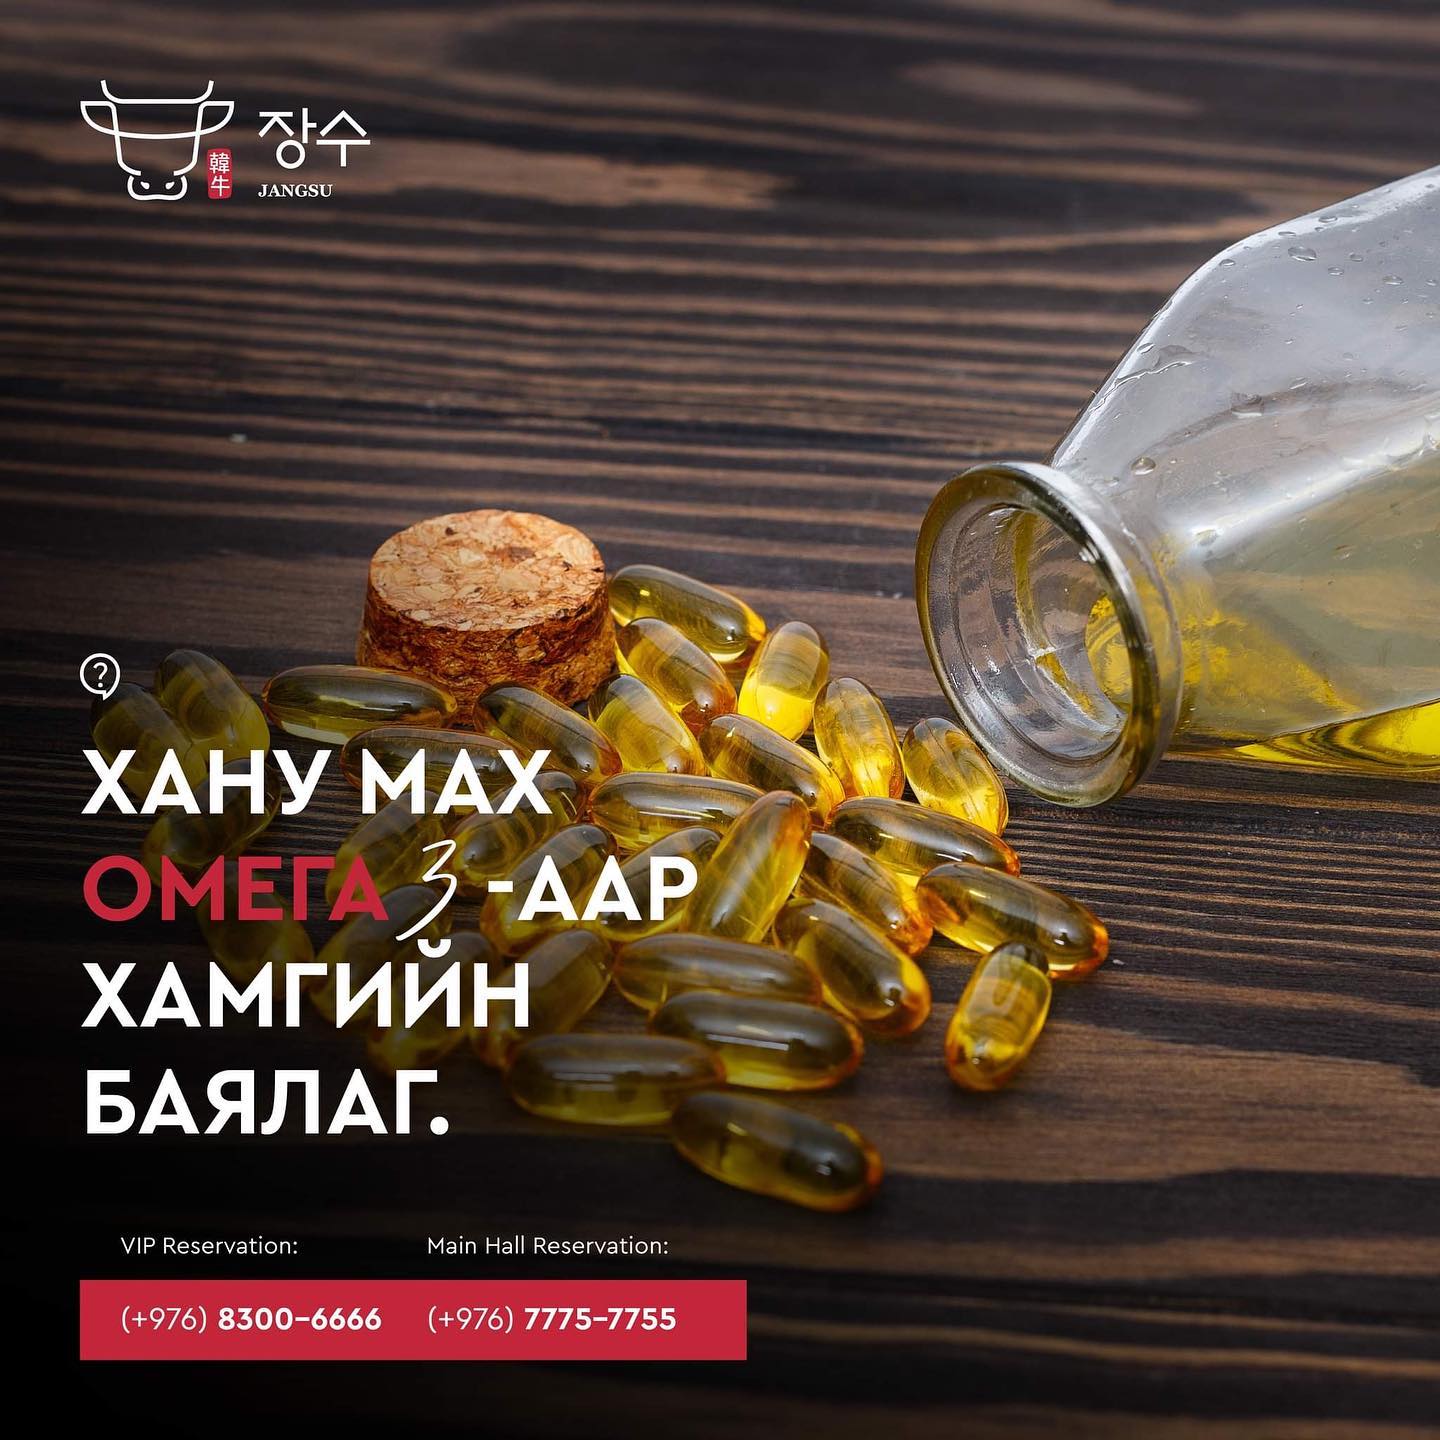 장수
韓
牛
JANGSU
ХАНУ МАХ
ОМЕГА 3 -ААР
ХАМГИЙН
БАЯЛАГ.
VIP Reservation: Main Hall Reservation:
(+976) 8300-6666 (+976) 7775-7755